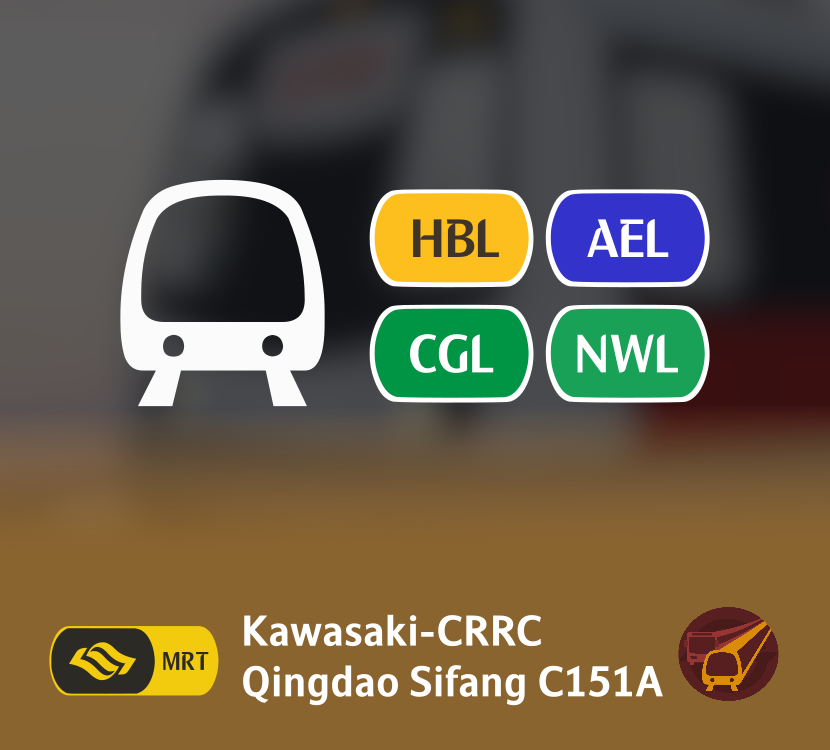 HBL AEL
CGL NWL
MRT
Kawasaki-CRRC
Qingdao Sifang C151A